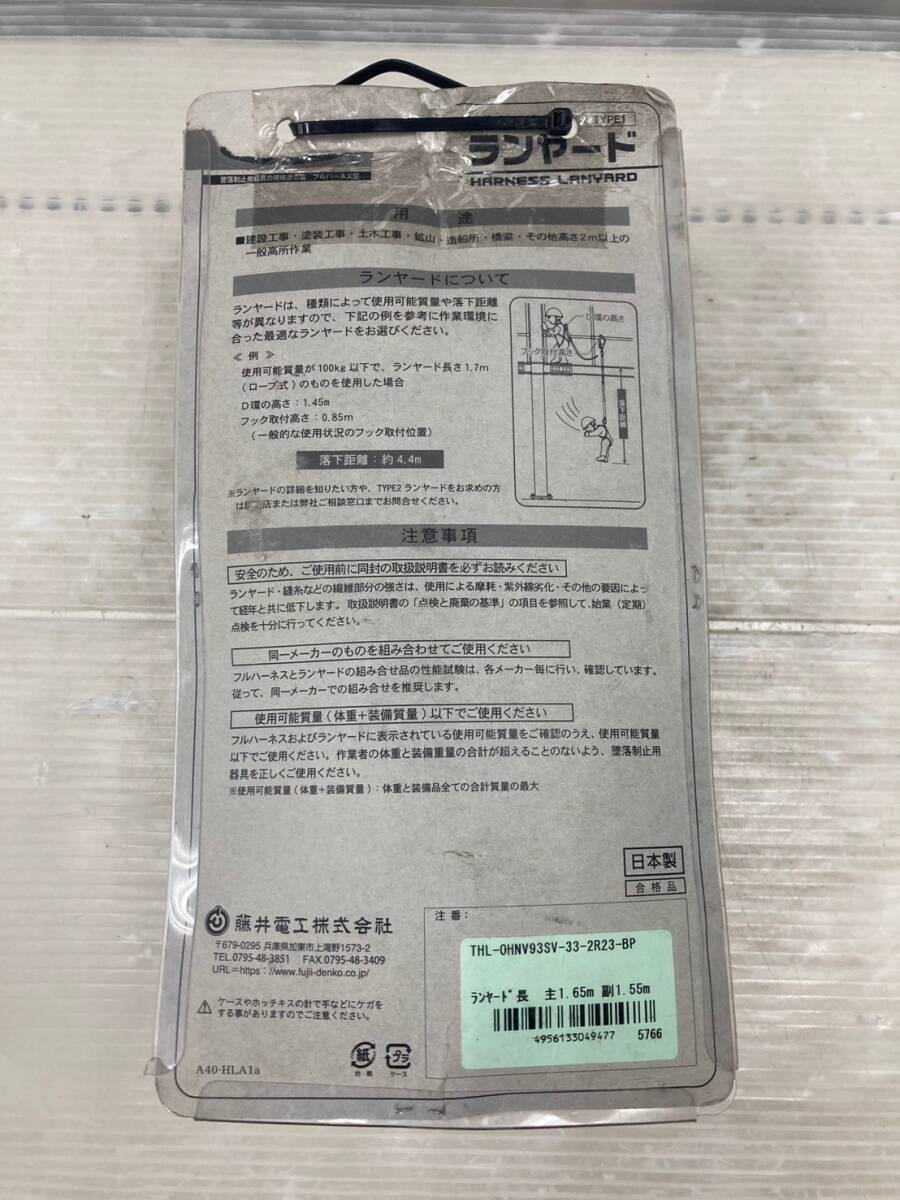 TYPE1
ランヤード
HARNESS LANYARD
墜落制止用器具の規格適合品 フルハーネス型
用途
■建設工事・塗装工事・土木工事・鉱山・造船所・橋梁・その他高さ2m以上の
一般高所作業
ランヤードについて
ランヤードは、種類によって使用可能質量や落下距離
等が異なりますので、下記の例を参考に作業環境に
合った最適なランヤードをお選びください。
≪例≫
使用可能質量が100kg以下で、ランヤード長さ1.7m
(ロープ式)のものを使用した場合
D環の高さ:1.45m
フック取付高さ:0.85m
(一般的な使用状況のフック取付位置)
落下距離:約4.4m
D環の高さ
フック取付高さ
落下距離
※ランヤードの詳細を知りたい方や、TYPE2ランヤードをお求めの方
は 店または弊社ご相談窓口までお問合せください。
注意事項
安全のため、ご使用前に同封の取扱説明書を必ずお読みください
ランヤード・縫糸などの繊維部分の強さは、使用による摩耗・紫外線劣化・その他の要因によっ
て経年と共に低下します。取扱説明書の「点検と廃棄の基準」の項目を参照して、始業(定期)
点検を十分に行ってください。
同一メーカーのものを組み合わせてご使用ください
フルハーネスとランヤードの組み合せ品の性能試験は、各メーカー毎に行い、確認しています。
従って、同一メーカーでの組み合せを推奨します。
使用可能質量(体重+装備質量)以下でご使用ください
フルハーネスおよびランヤードに表示されている使用可能質量をご確認のうえ、使用可能質量
以下でご使用ください。作業者の体重と装備重量の合計が超えることのないよう、墜落制止用
器具を正しくご使用ください。
※使用可能質量(体重+装備質量):体重と装備品全ての合計質量の最大
日本製
合格品
藤井電工株式会社
〒679-0295 兵庫県加東市上滝野1573-2
TEL.0795-48-3851 FAX.0795-48-3409
URL=https://www.fujii-denko.co.jp/
⚠ケースやホッチキスの針で手などにケガを
する事がありますのでご注意ください。
紙
台紙
プラ
ケース
A40-HLA1a
注番:
THL-OHNV93SV-33-2R23-BP
ランヤード長 主1.65m 副1.55m
4956133049477 5766